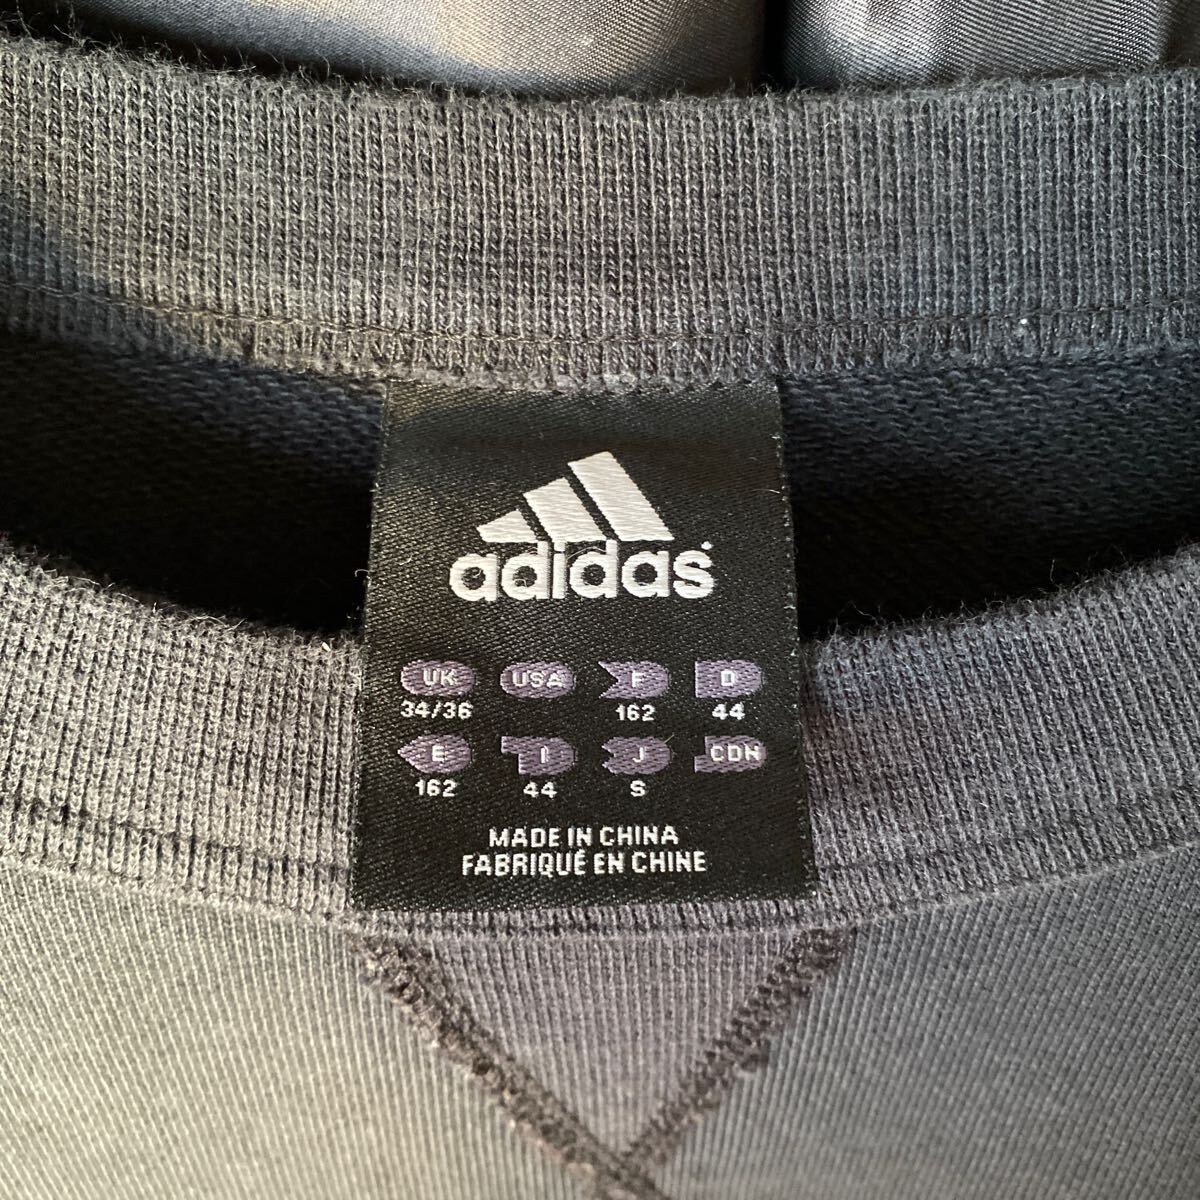 adidas
UK USA F D
34/36 162 44
E I J CDN
162 44 S
MADE IN CHINA
FABRIQUÉ EN CHINE